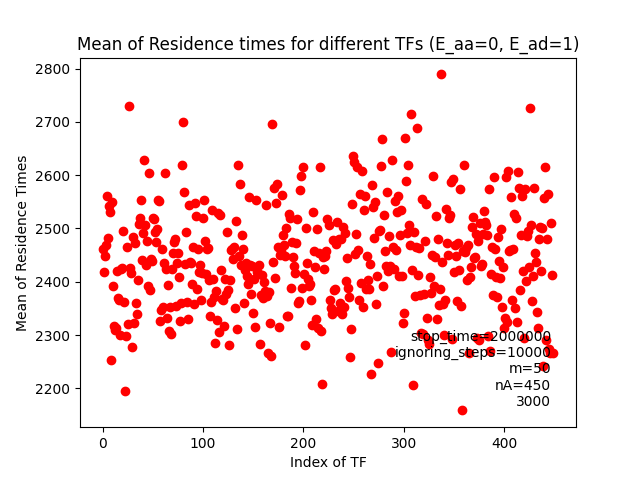 Mean of Residence times for different TFs (E_aa=0, E_ad=1)
Mean of Residence Times
2800
2700
2600
2500
2400
2300
2200
stop_time=2000000
ignoring_steps=10000
m=50
nA=450
3000
0 100 200 300 400
Index of TF